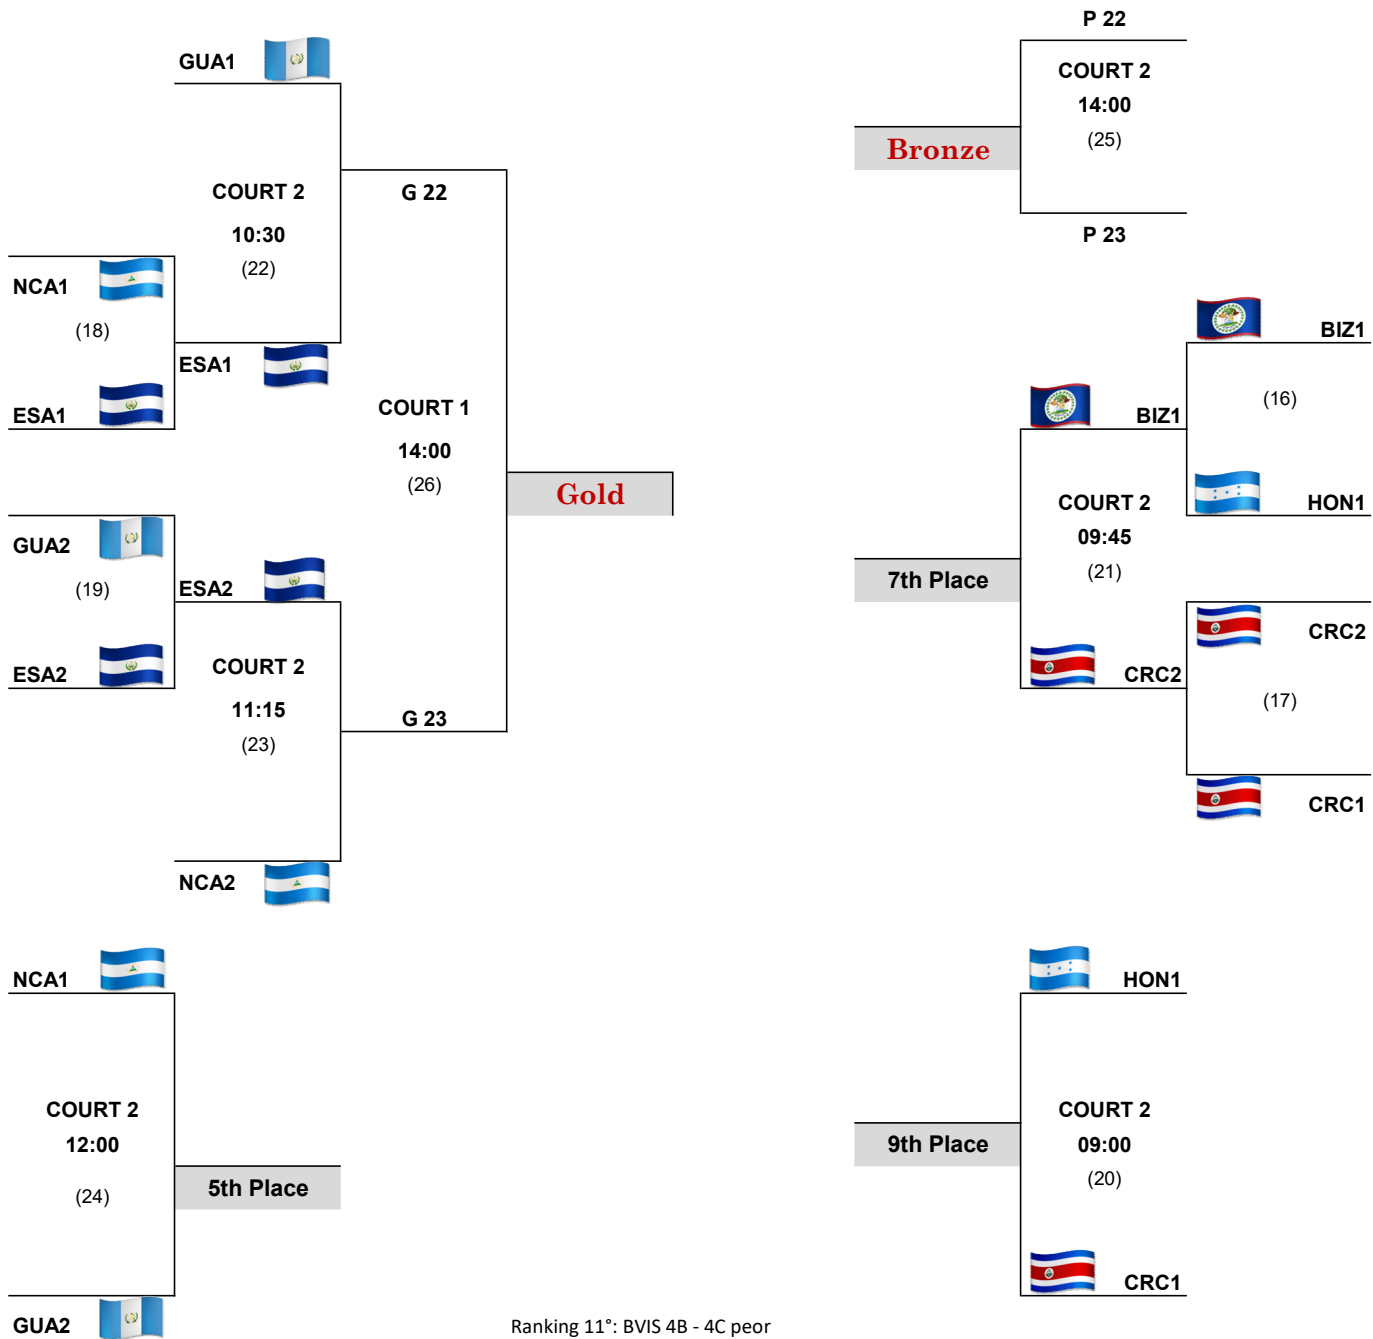 P 22
GUA1
COURT 2
14:00
(25)
Bronze
P 23
COURT 2
10:30
(22)
G 22
NCA1
(18)
ESA1
ESA1
COURT 1
14:00
(26)
Gold
GUA2
(19)
ESA2
ESA2
COURT 2
11:15
(23)
G 23
NCA2
BIZ1
(16)
BIZ1
HON1
COURT 2
09:45
(21)
7th Place
CRC2
CRC2
(17)
CRC1
NCA1
COURT 2
12:00
(24)
5th Place
GUA2
HON1
COURT 2
09:00
(20)
9th Place
CRC1
Ranking 11°: BVIS 4B - 4C peor